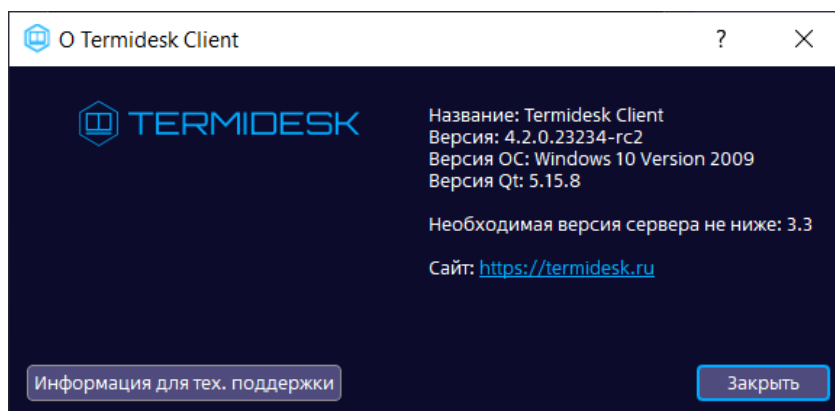 О Termidesk Client
?
TERMIDESK
Название: Termidesk Client
Версия: 4.2.0.23234-rc2
Версия ОС: Windows 10 Version 2009
Версия Qt: 5.15.8
Необходимая версия сервера не ниже: 3.3
Сайт: https://termidesk.ru
Информация для тех. поддержки
Закрыть